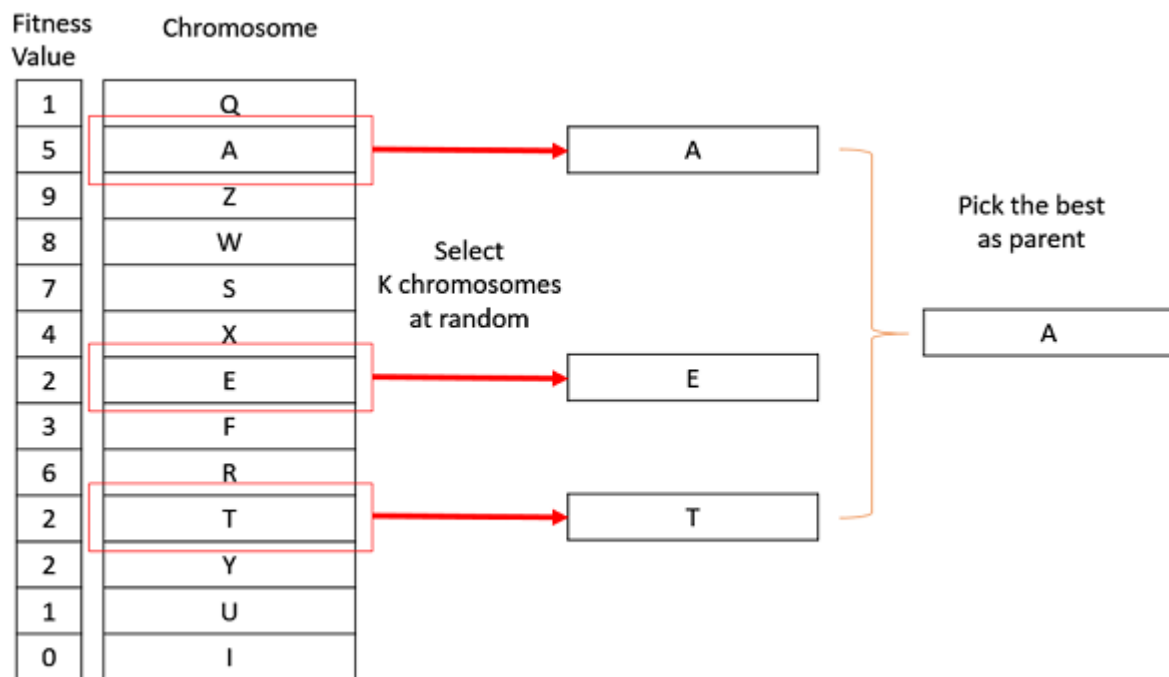 Fitness
Value
Chromosome
1 Q
5 A
A
9 Z
8 W
7 S
4 X
2 E
3 F
6 R
2 T
2 Y
1 U
0 I
Select
K chromosomes
at random
E
T
Pick the best
as parent
A